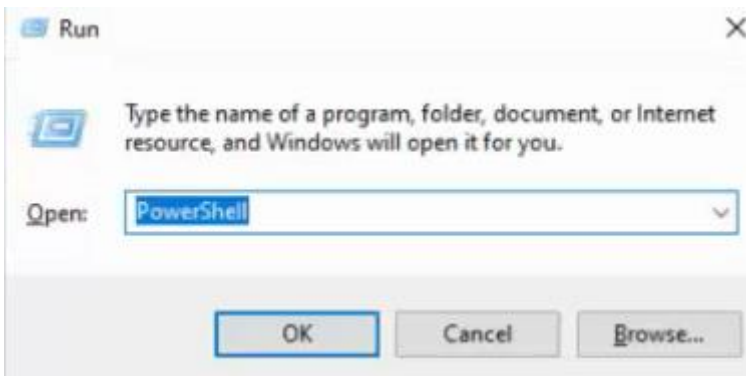 Run
Type the name of a program, folder, document, or Internet
resource, and Windows will open it for you.
Open: PowerShell
OK Cancel Browse...